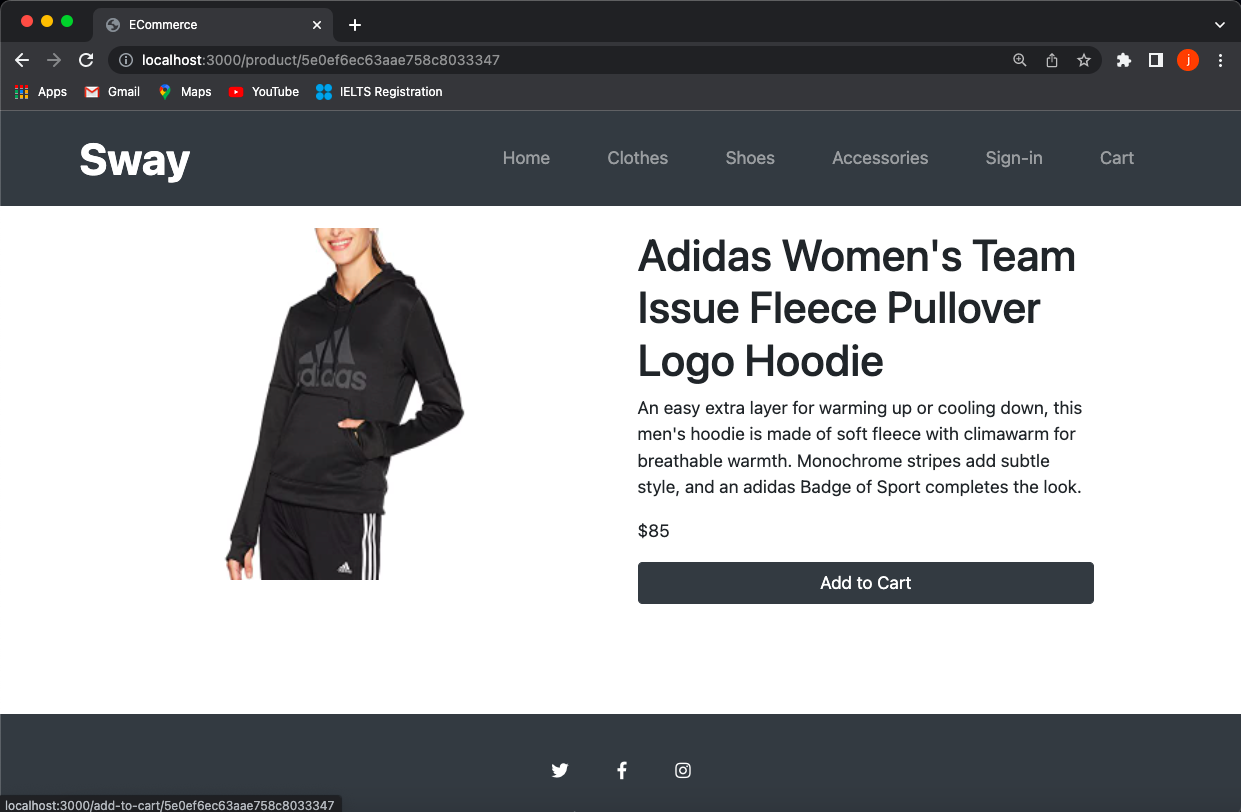 ECommerce
localhost:3000/product/5e0ef6ec63aae758c8033347
j
Apps Gmail Maps YouTube IELTS Registration
Sway Home Clothes Shoes Accessories Sign-in Cart
adidas
Adidas Women's Team
Issue Fleece Pullover
Logo Hoodie
An easy extra layer for warming up or cooling down, this
men's hoodie is made of soft fleece with climawarm for
breathable warmth. Monochrome stripes add subtle
style, and an adidas Badge of Sport completes the look.
$85
Add to Cart
localhost:3000/add-to-cart/5e0ef6ec63aae758c8033347